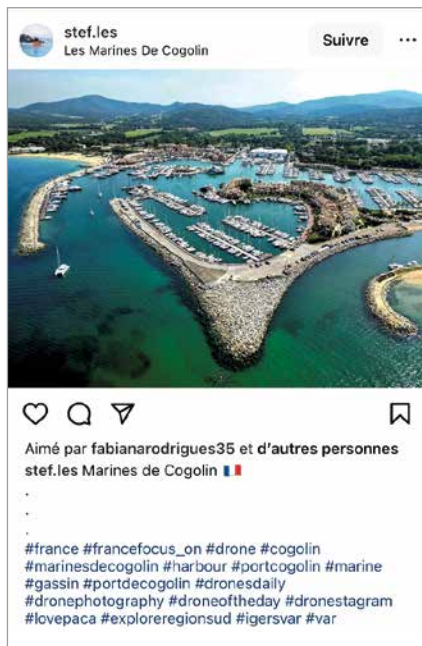 stef.les
Les Marines De Cogolin
Suivre
Aimé par fabianarodrigues35 et d'autres personnes
stef.les Marines de Cogolin 🇫🇷
.
.
.
#france #francefocus_on #drone #cogolin
#marinesdecogolin #harbour #portcogolin #marine
#gassin #portdecogolin #dronesdaily
#dronephotography #droneoftheday #dronestagram
#lovepaca #exploreregionsud #igersvar #var